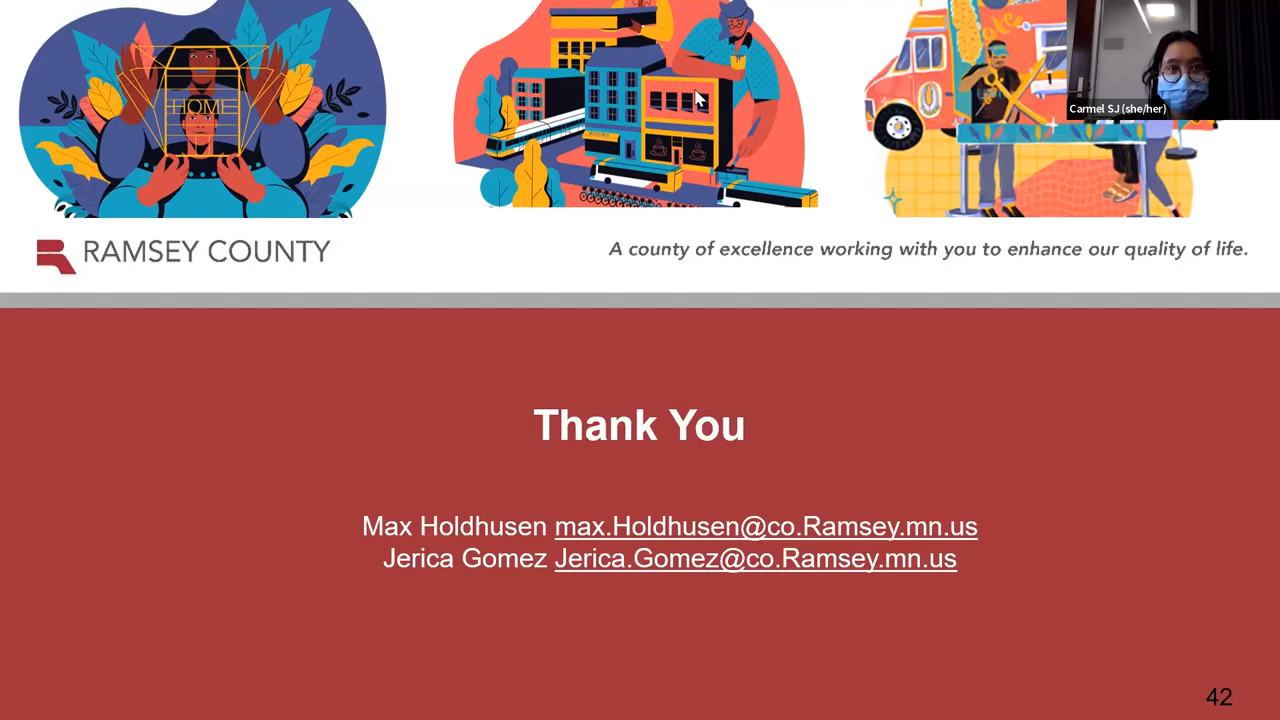 HOME
Carmel SJ (she/her)
RAMSEY COUNTY
A county of excellence working with you to enhance our quality of life.
Thank You
Max Holdhusen max.Holdhusen@co.Ramsey.mn.us
Jerica Gomez Jerica.Gomez@co.Ramsey.mn.us
42